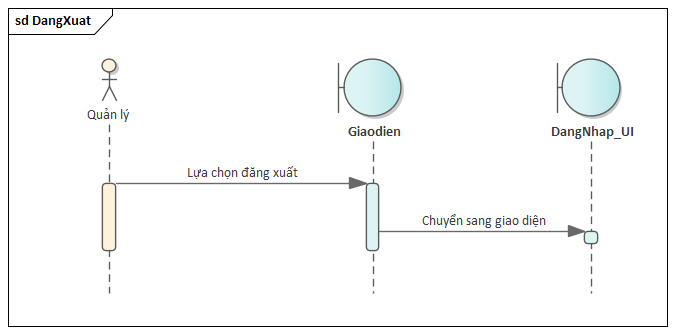 sd DangXuat
Quản lý
Giaodien
DangNhap_UI
Lựa chọn đăng xuất
Chuyển sang giao diện